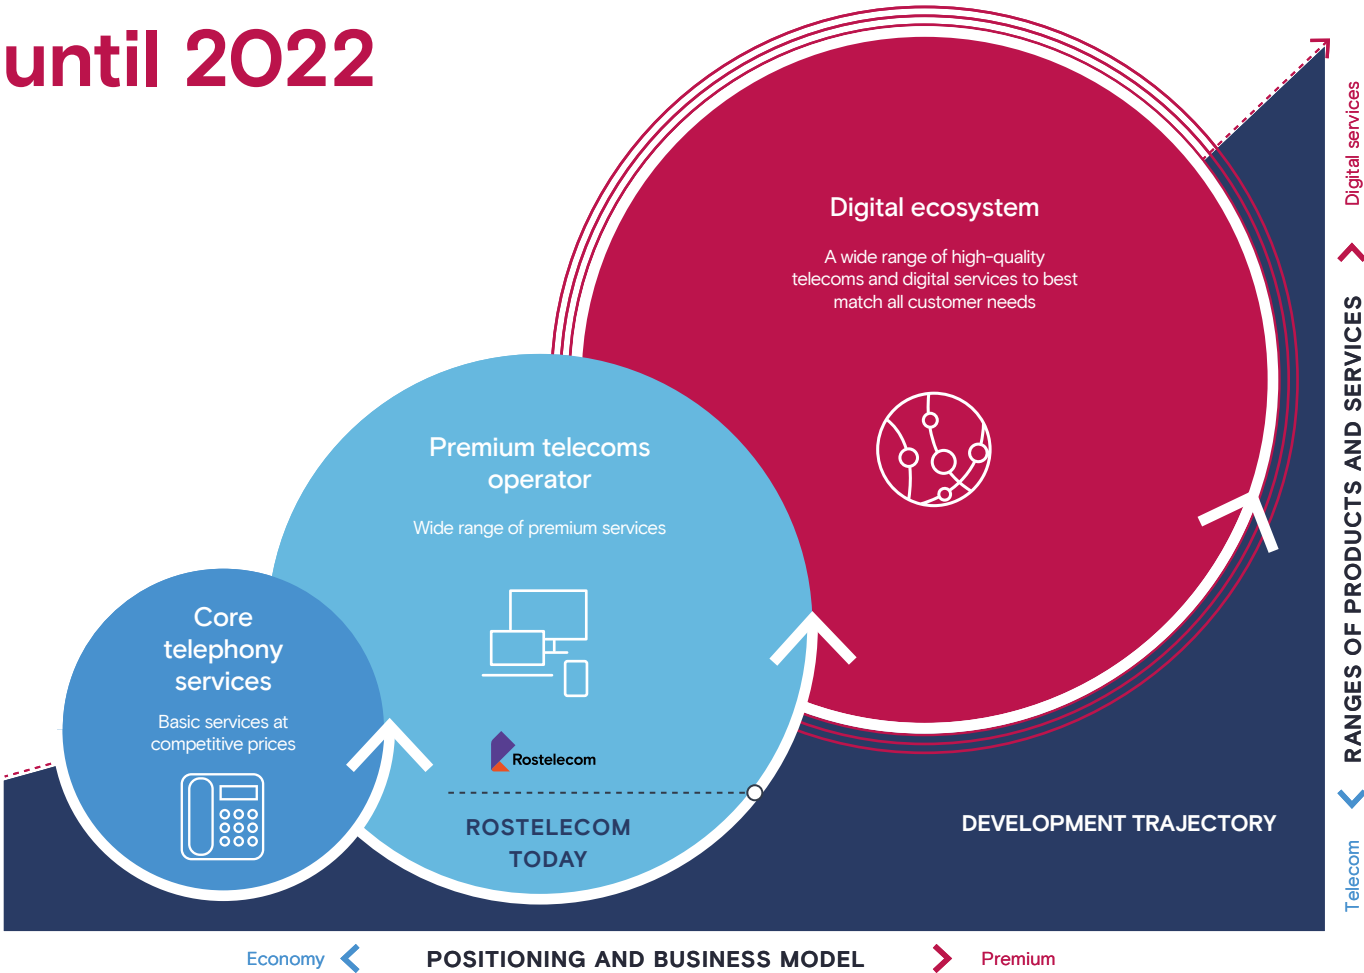 until 2022
Digital ecosystem
A wide range of high-quality
telecoms and digital services to best
match all customer needs
Premium telecoms
operator
Wide range of premium services
Core
telephony
services
Basic services at
competitive prices
Rostelecom
ROSTELECOM
TODAY
DEVELOPMENT TRAJECTORY
Digital services
RANGES OF PRODUCTS AND SERVICES
Telecom
Economy
POSITIONING AND BUSINESS MODEL
Premium